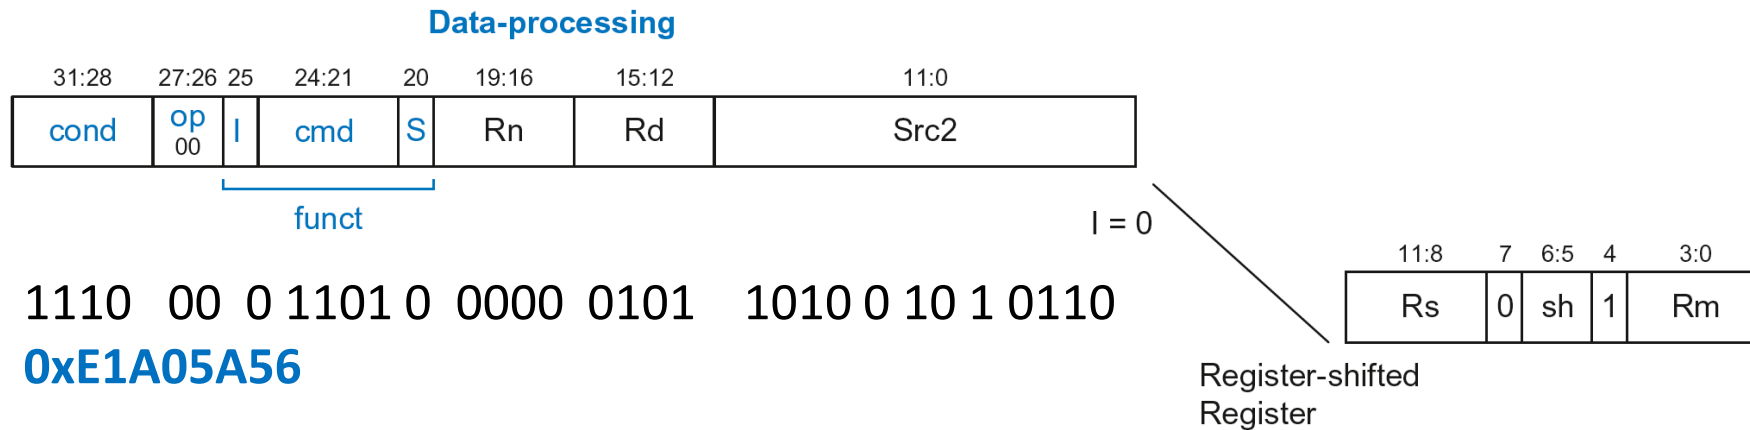 Data-processing
31:28 27:26 25 24:21 20 19:16 15:12 11:0
cond op 00 I cmd S Rn Rd Src2
funct
I = 0
11:8 7 6:5 4 3:0
Rs 0 sh 1 Rm
1110 00 0 1101 0 0000 0101 1010 0 10 1 0110
0xE1A05A56
Register-shifted
Register